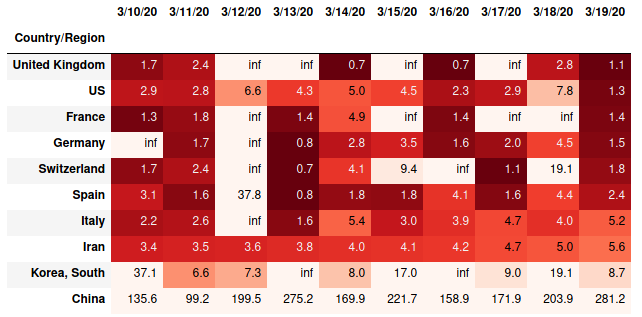 3/10/20 3/11/20 3/12/20 3/13/20 3/14/20 3/15/20 3/16/20 3/17/20 3/18/20 3/19/20
Country/Region
United Kingdom 1.7 2.4 inf inf 0.7 inf 0.7 inf 2.8 1.1
US 2.9 2.8 6.6 4.3 5.0 4.5 2.3 2.9 7.8 1.3
France 1.3 1.8 inf 1.4 4.9 inf 1.4 inf inf 1.4
Germany inf 1.7 inf 0.8 2.8 3.5 1.6 2.0 4.5 1.5
Switzerland 1.7 2.4 inf 0.7 4.1 9.4 inf 1.1 19.1 1.8
Spain 3.1 1.6 37.8 0.8 1.8 1.8 4.1 1.6 4.4 2.4
Italy 2.2 2.6 inf 1.6 5.4 3.0 3.9 4.7 4.0 5.2
Iran 3.4 3.5 3.6 3.8 4.0 4.1 4.2 4.7 5.0 5.6
Korea, South 37.1 6.6 7.3 inf 8.0 17.0 inf 9.0 19.1 8.7
China 135.6 99.2 199.5 275.2 169.9 221.7 158.9 171.9 203.9 281.2